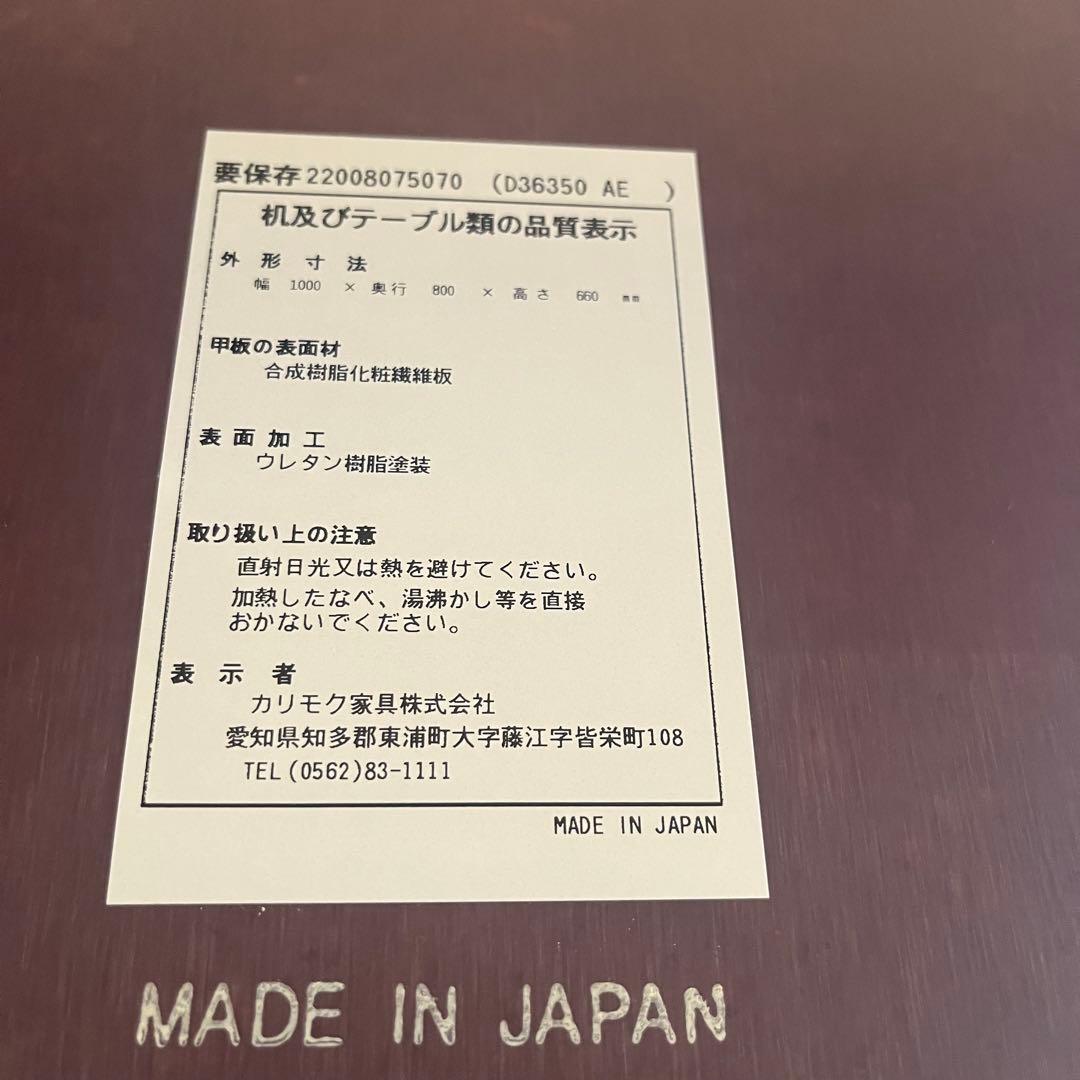 要保存22008075070 (D36350 AE )
机及びテーブル類の品質表示
外形寸法
幅 1000 × 奥行 800 × 高さ 660 mm
甲板の表面材
合成樹脂化粧繊維板
表面加工
ウレタン樹脂塗装
取り扱い上の注意
直射日光又は熱を避けてください。
加熱したなべ、湯沸かし等を直接
おかないでください。
表示者
カリモク家具株式会社
愛知県知多郡東浦町大字藤江字皆栄町108
TEL(0562)83-1111
MADE IN JAPAN
MADE IN JAPAN